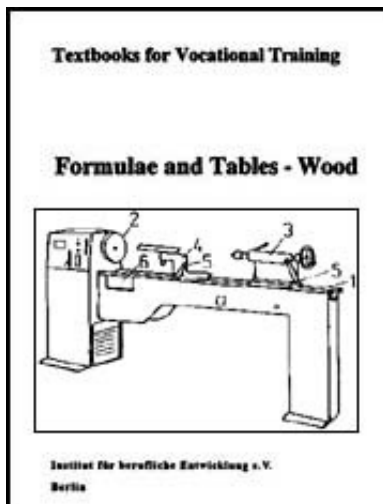 Textbooks for Vocational Training
Formulae and Tables - Wood
2
3
4
5
5
6
1
Institut für berufliche Entwicklung e.V.
Berlin